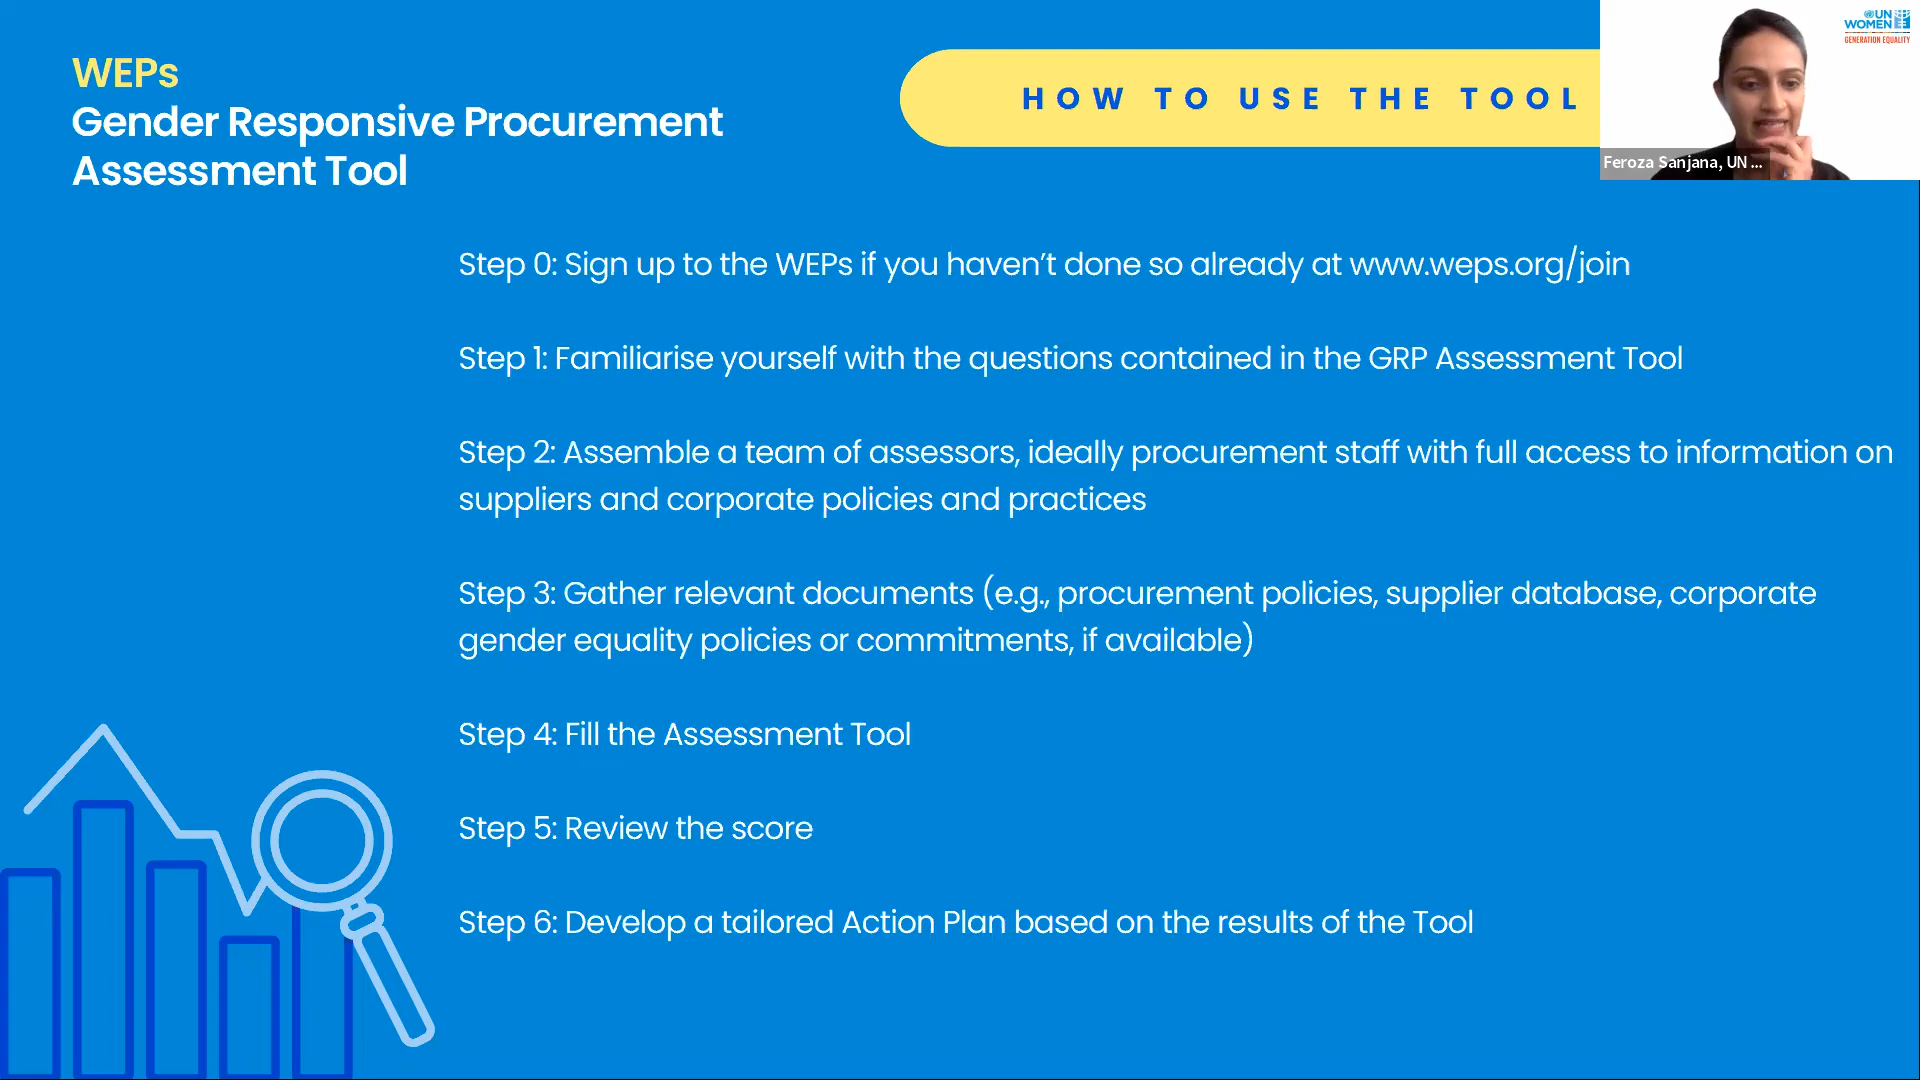 WEPs
Gender Responsive Procurement
Assessment Tool
HOW TO USE THE TOOL
UN
WOMEN
GENERATION EQUALITY
Feroza Sanjana, UN ...
Step 0: Sign up to the WEPs if you haven’t done so already at www.weps.org/join
Step 1: Familiarise yourself with the questions contained in the GRP Assessment Tool
Step 2: Assemble a team of assessors, ideally procurement staff with full access to information on
suppliers and corporate policies and practices
Step 3: Gather relevant documents (e.g., procurement policies, supplier database, corporate
gender equality policies or commitments, if available)
Step 4: Fill the Assessment Tool
Step 5: Review the score
Step 6: Develop a tailored Action Plan based on the results of the Tool